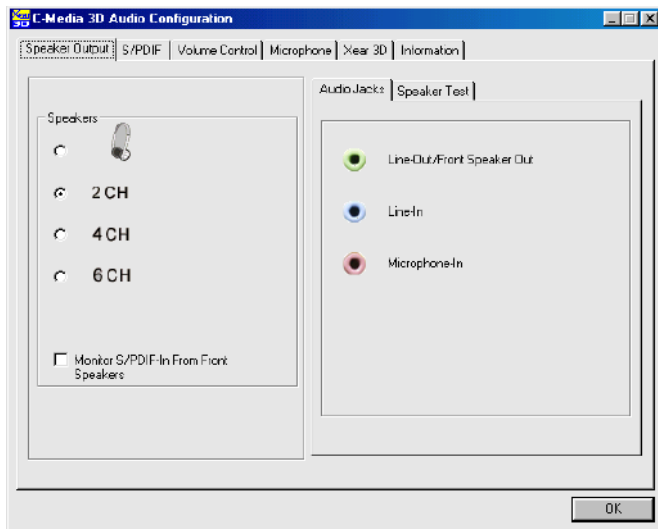 Xear 3D C-Media 3D Audio Configuration
Speaker Output S/PDIF Volume Control Microphone Xear 3D Information
Audio Jacks Speaker Test
Speakers
2 CH
4 CH
6 CH
Monitor S/PDIF-In From Front
Speakers
Line-Out/Front Speaker Out
Line-In
Microphone-In
OK